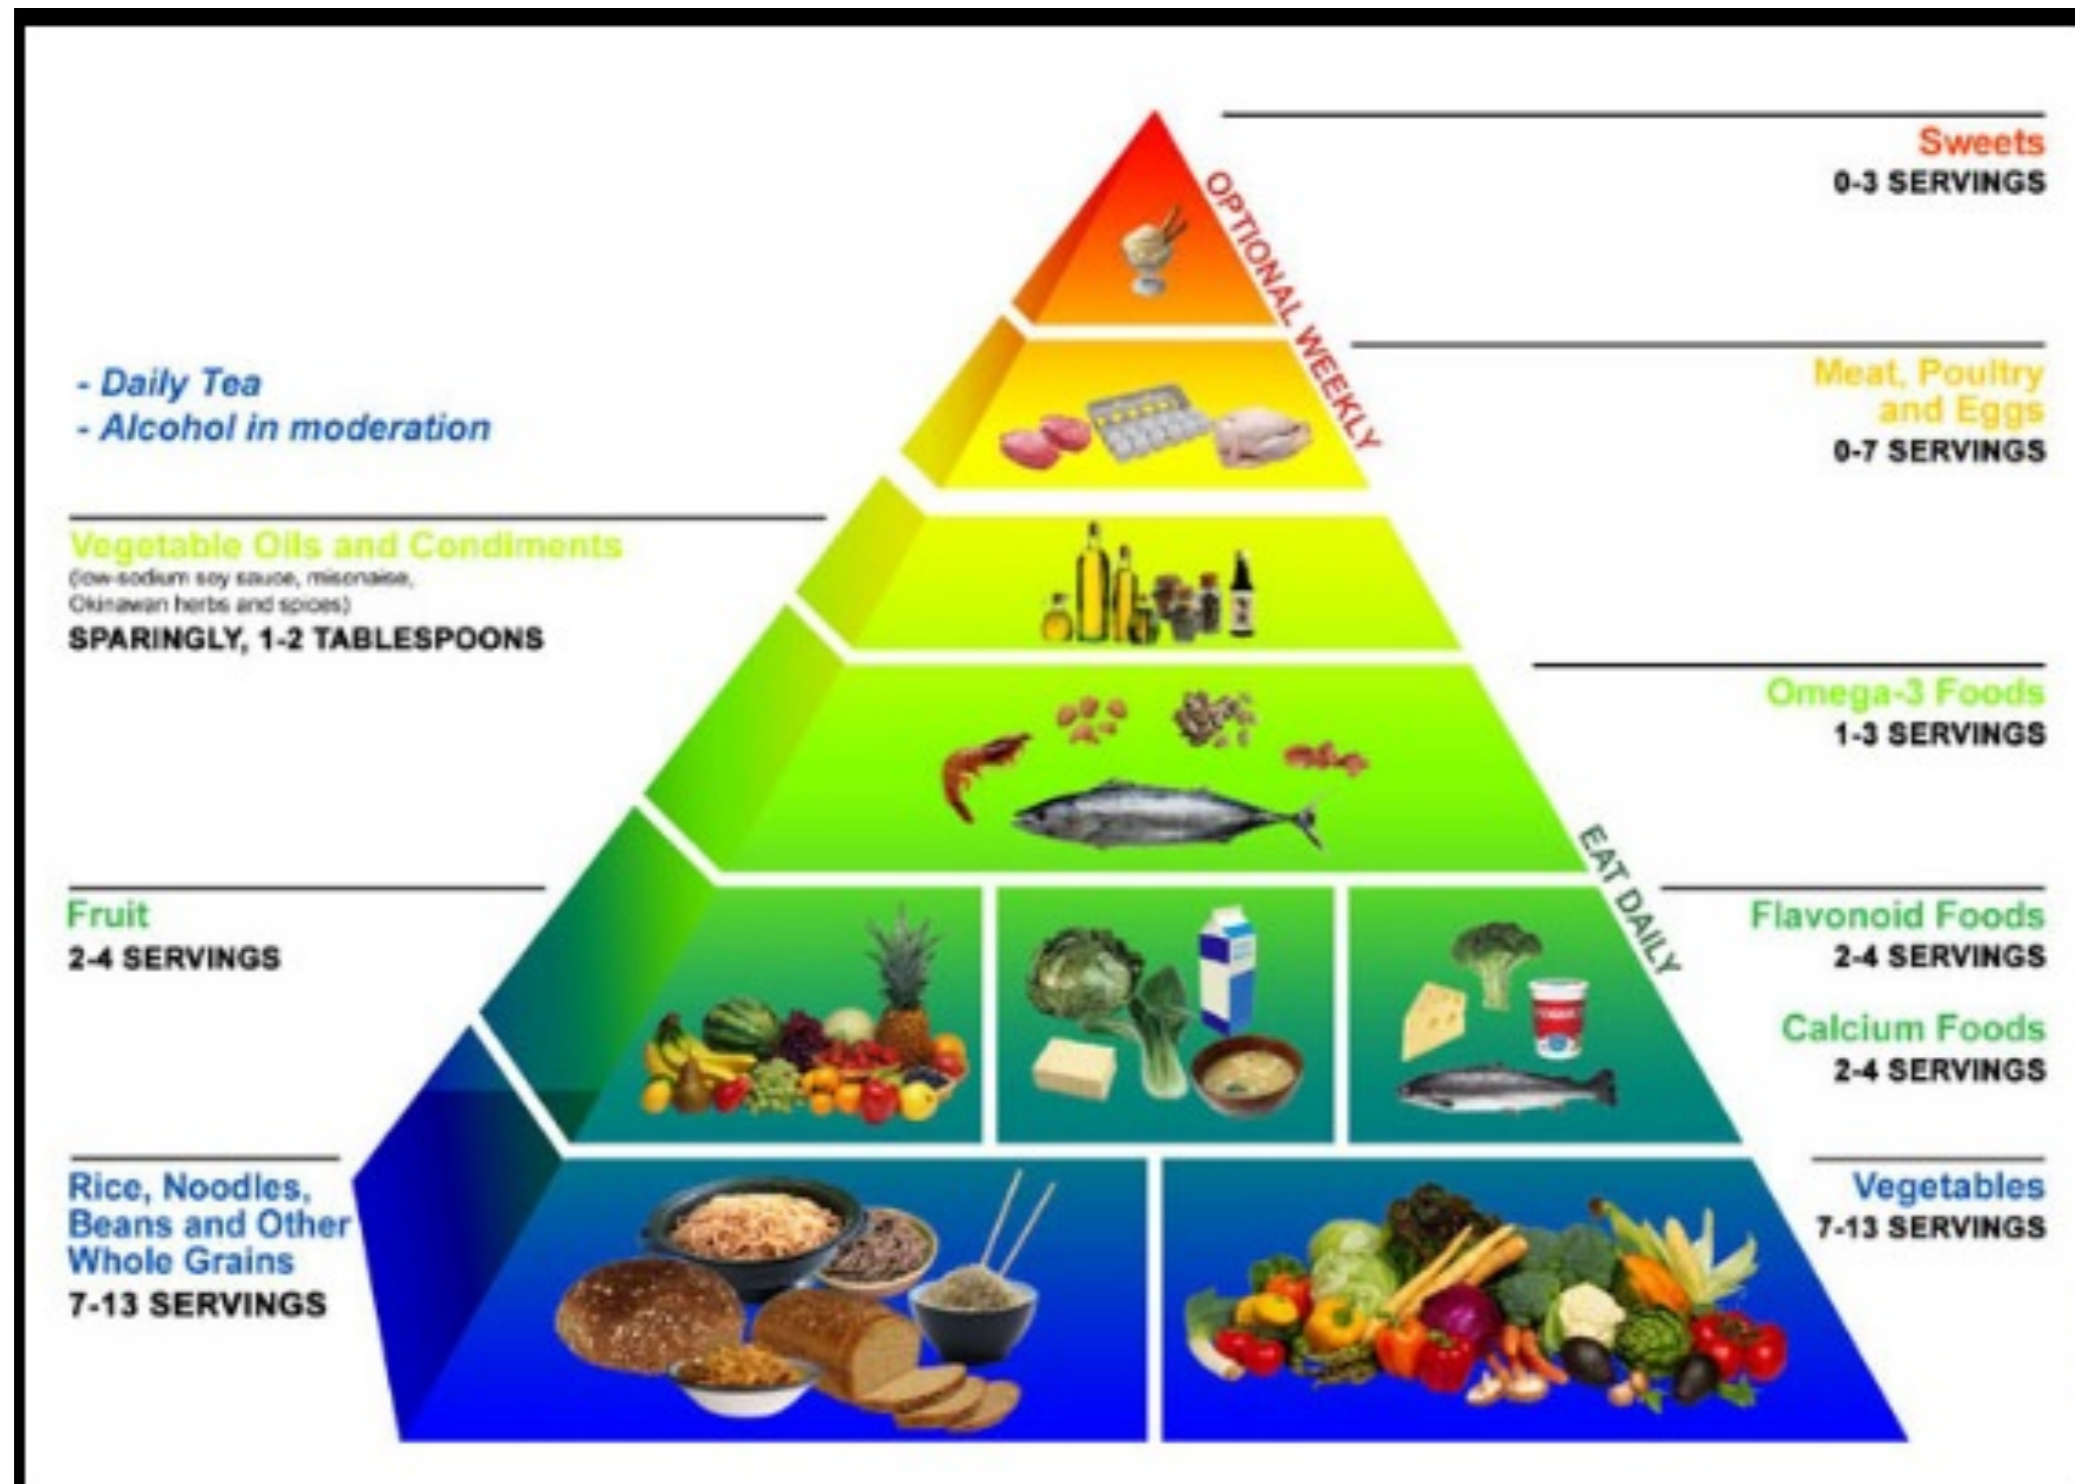 Sweets
0-3 SERVINGS
OPTIONAL WEEKLY
Meat, Poultry
and Eggs
0-7 SERVINGS
- Daily Tea
- Alcohol in moderation
Vegetable Oils and Condiments
(low-sodium soy sauce, misonaise,
Okinawan herbs and spices)
SPARINGLY, 1-2 TABLESPOONS
Omega-3 Foods
1-3 SERVINGS
EAT DAILY
Fruit
2-4 SERVINGS
Flavonoid Foods
2-4 SERVINGS
Calcium Foods
2-4 SERVINGS
Rice, Noodles,
Beans and Other
Whole Grains
7-13 SERVINGS
Vegetables
7-13 SERVINGS